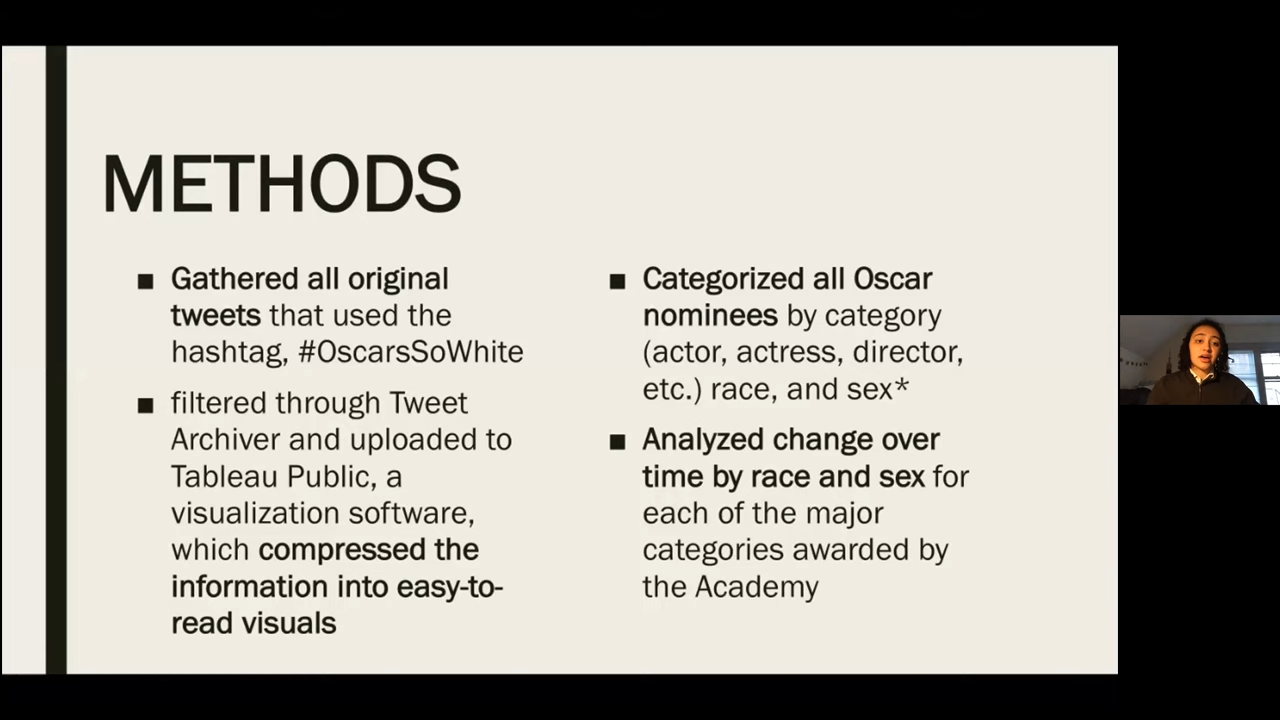 METHODS
■ Gathered all original
tweets that used the
hashtag, #OscarsSoWhite
■ filtered through Tweet
Archiver and uploaded to
Tableau Public, a
visualization software,
which compressed the
information into easy-to-
read visuals
■ Categorized all Oscar
nominees by category
(actor, actress, director,
etc.) race, and sex*
■ Analyzed change over
time by race and sex for
each of the major
categories awarded by
the Academy